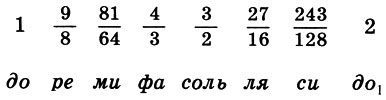 1 9/8 81/64 4/3 3/2 27/16 243/128 2
до ре ми фа соль ля си до₁